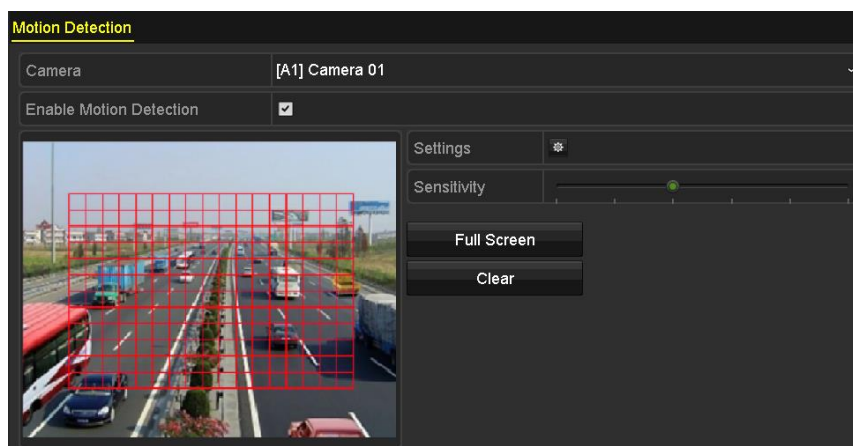 Motion Detection
Camera [A1] Camera 01
Enable Motion Detection
Settings
Sensitivity
Full Screen
Clear